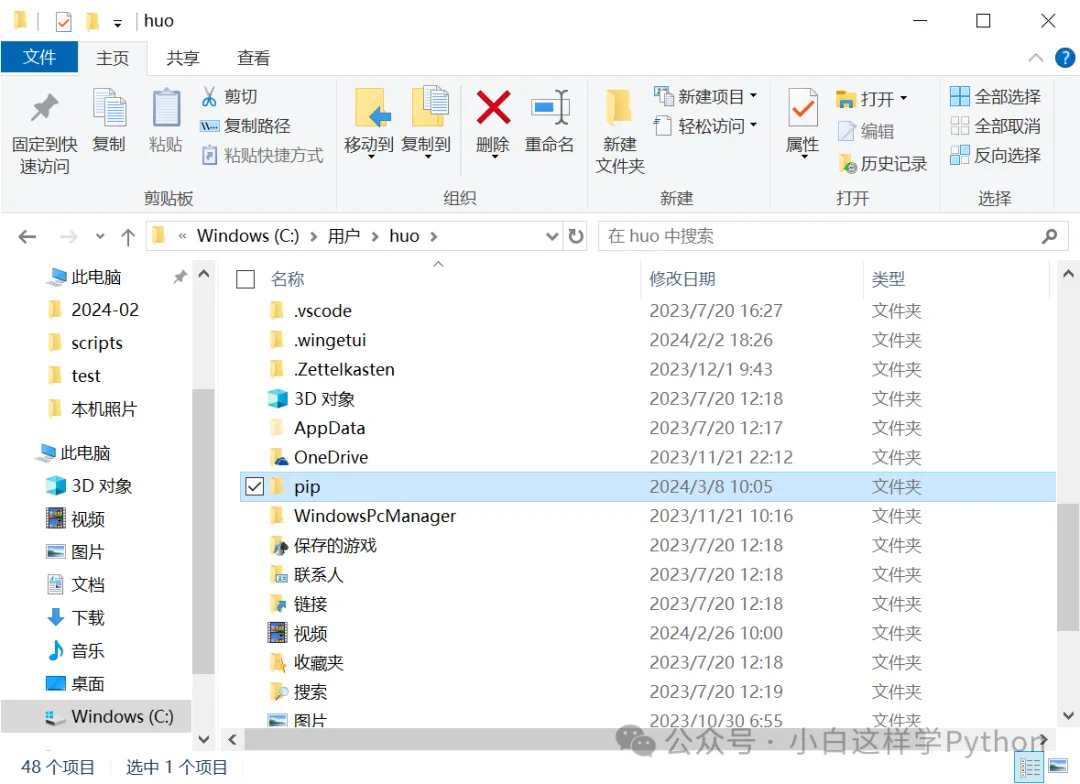 huo
文件 主页 共享 查看
剪切 新建项目 打开 全部选择
复制路径 轻松访问 编辑 全部取消
固定到快速访问 复制 粘贴 粘贴快捷方式 移动到 复制到 删除 重命名 新建文件夹 属性 历史记录 反向选择
剪贴板 组织 新建 打开 选择
« Windows (C:) > 用户 > huo > 在 huo 中搜索
此电脑
2024-02
scripts
test
本机照片
此电脑
3D 对象
视频
图片
文档
下载
音乐
桌面
Windows (C:)
名称 修改日期 类型
.vscode 2023/7/20 16:27 文件夹
.wingetui 2024/2/2 18:26 文件夹
.Zettelkasten 2023/12/1 9:43 文件夹
3D 对象 2023/7/20 12:18 文件夹
AppData 2023/7/20 12:17 文件夹
OneDrive 2023/11/21 22:12 文件夹
pip 2024/3/8 10:05 文件夹
WindowsPcManager 2023/11/21 10:16 文件夹
保存的游戏 2023/7/20 12:18 文件夹
联系人 2023/7/20 12:18 文件夹
链接 2023/7/20 12:18 文件夹
视频 2024/2/26 10:00 文件夹
收藏夹 2023/7/20 12:18 文件夹
搜索 2023/7/20 12:19 文件夹
图片 2023/10/30 6:55 文件夹
公众号 · 小白这样学Python
48 个项目 选中 1 个项目